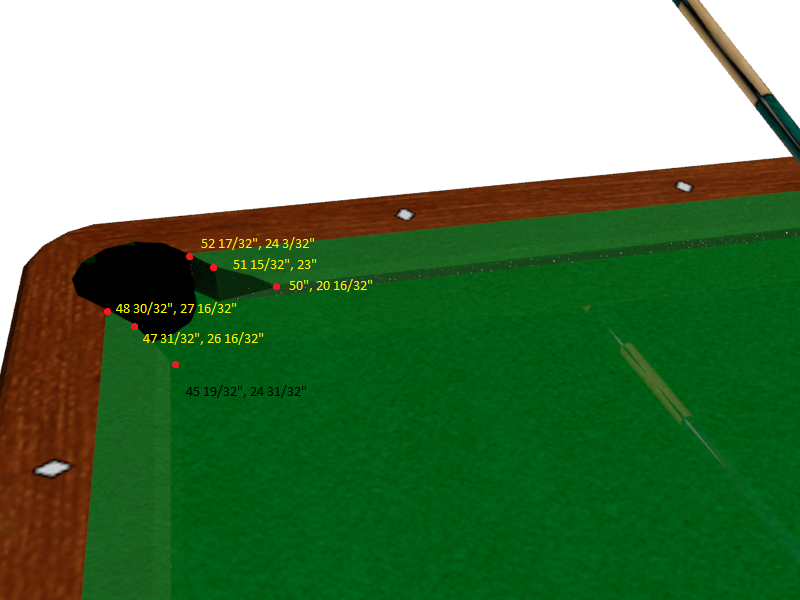 52 17/32", 24 3/32"
51 15/32", 23"
50", 20 16/32"
48 30/32", 27 16/32"
47 31/32", 26 16/32"
45 19/32", 24 31/32"